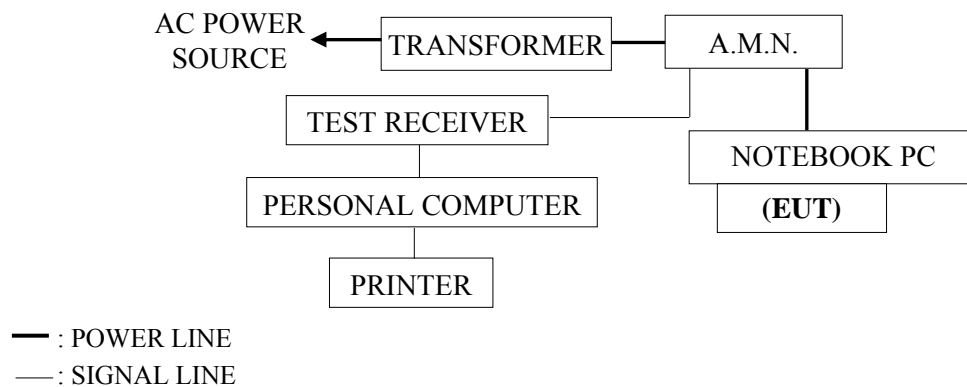 AC POWER
SOURCE
TRANSFORMER
A.M.N.
TEST RECEIVER
NOTEBOOK PC
PERSONAL COMPUTER
(EUT)
PRINTER
: POWER LINE
: SIGNAL LINE